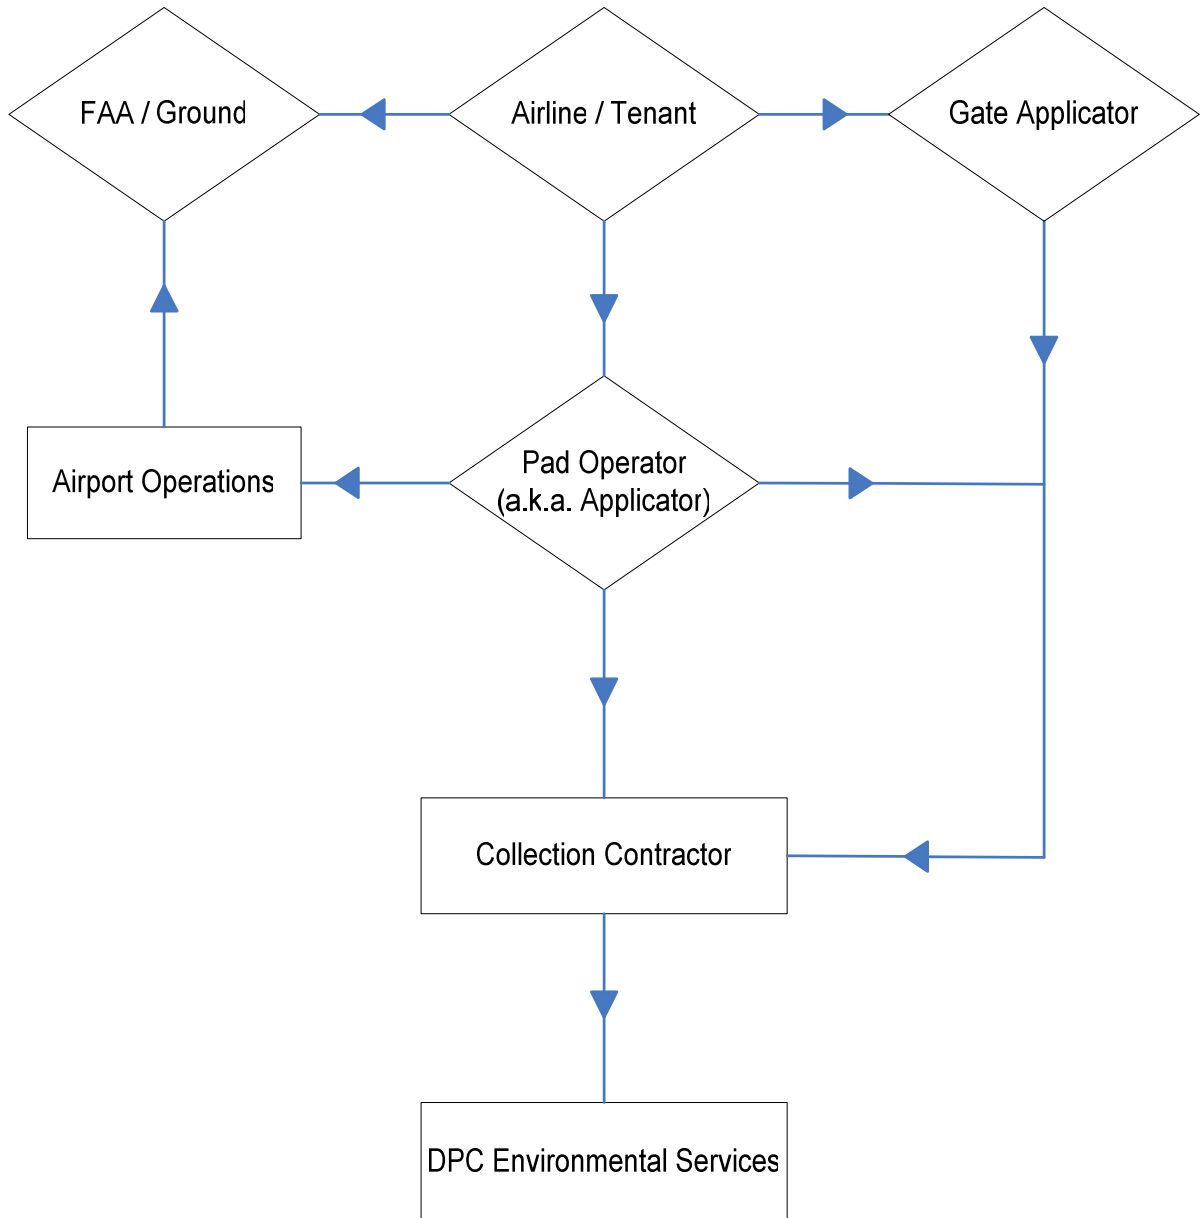 FAA / Ground
Airline / Tenant
Gate Applicator
Airport Operations
Pad Operator
(a.k.a. Applicator)
Collection Contractor
DPC Environmental Services